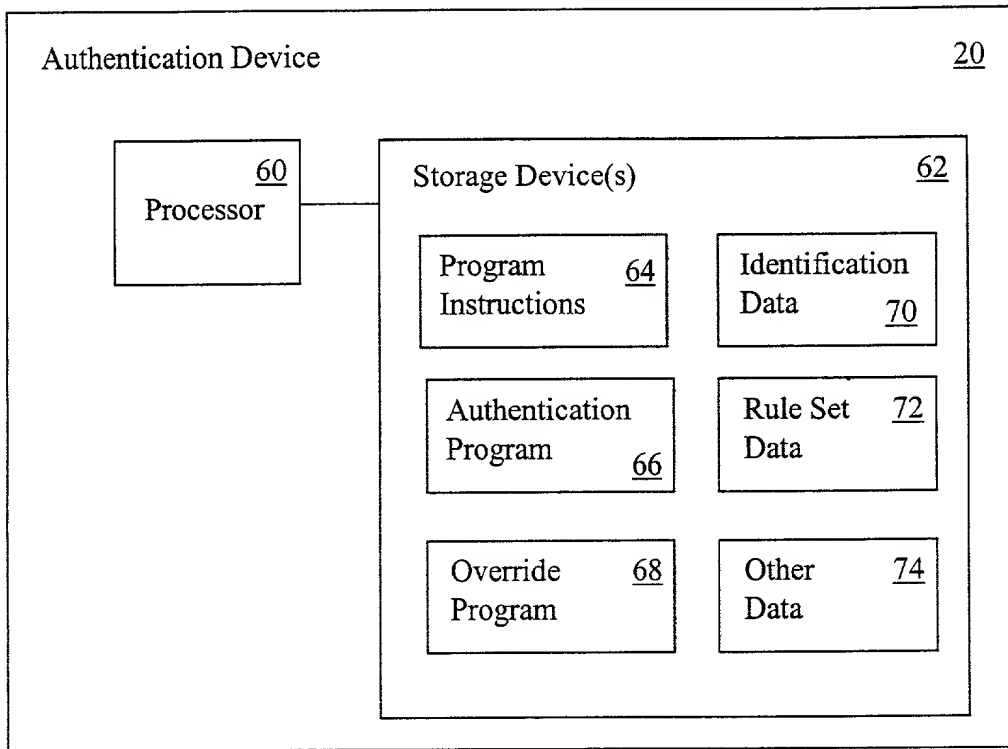 Authentication Device 20
60
Processor
Storage Device(s) 62
Program 64
Instructions
Identification
Data 70
Authentication
Program 66
Rule Set 72
Data
Override 68
Program
Other 74
Data